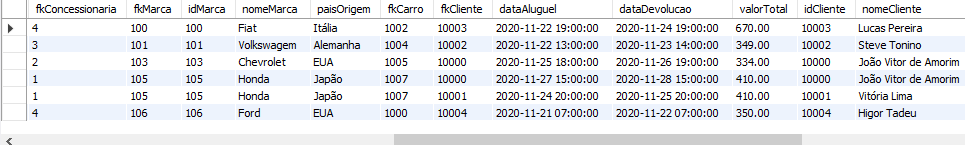 fkConcessionaria fkMarca idMarca nomeMarca paisOrigem fkCarro fkCliente dataAluguel dataDevolucao valorTotal idCliente nomeCliente
4 100 100 Fiat Itália 1002 10003 2020-11-22 19:00:00 2020-11-24 19:00:00 670.00 10003 Lucas Pereira
3 101 101 Volkswagem Alemanha 1004 10002 2020-11-22 13:00:00 2020-11-23 14:00:00 349.00 10002 Steve Tonino
2 103 103 Chevrolet EUA 1005 10000 2020-11-25 18:00:00 2020-11-26 19:00:00 334.00 10000 João Vitor de Amorim
1 105 105 Honda Japão 1007 10000 2020-11-27 15:00:00 2020-11-28 15:00:00 410.00 10000 João Vitor de Amorim
1 105 105 Honda Japão 1007 10001 2020-11-24 20:00:00 2020-11-25 20:00:00 410.00 10001 Vitória Lima
4 106 106 Ford EUA 1000 10004 2020-11-21 07:00:00 2020-11-22 07:00:00 350.00 10004 Higor Tadeu